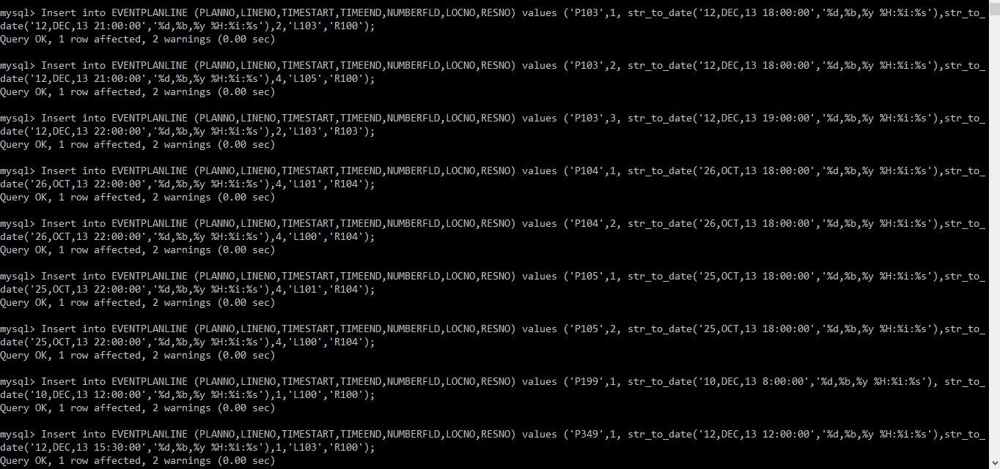 mysql> Insert into EVENTPLANLINE (PLANNO,LINENO,TIMESTART,TIMEEND,NUMBERFLD,LOCNO,RESNO) values ('P103',1, str_to_date('12,DEC,13 18:00:00','%d,%b,%y %H:%i:%s'),str_to_
date('12,DEC,13 21:00:00','%d,%b,%y %H:%i:%s'),2,'L103','R100');
Query OK, 1 row affected, 2 warnings (0.00 sec)
mysql> Insert into EVENTPLANLINE (PLANNO,LINENO,TIMESTART,TIMEEND,NUMBERFLD,LOCNO,RESNO) values ('P103',2, str_to_date('12,DEC,13 18:00:00','%d,%b,%y %H:%i:%s'),str_to_
date('12,DEC,13 21:00:00','%d,%b,%y %H:%i:%s'),4,'L105','R100');
Query OK, 1 row affected, 2 warnings (0.00 sec)
mysql> Insert into EVENTPLANLINE (PLANNO,LINENO,TIMESTART,TIMEEND,NUMBERFLD,LOCNO,RESNO) values ('P103',3, str_to_date('12,DEC,13 19:00:00','%d,%b,%y %H:%i:%s'),str_to_
date('12,DEC,13 22:00:00','%d,%b,%y %H:%i:%s'),2,'L103','R103');
Query OK, 1 row affected, 2 warnings (0.00 sec)
mysql> Insert into EVENTPLANLINE (PLANNO,LINENO,TIMESTART,TIMEEND,NUMBERFLD,LOCNO,RESNO) values ('P104',1, str_to_date('26,OCT,13 18:00:00','%d,%b,%y %H:%i:%s'),str_to_
date('26,OCT,13 22:00:00','%d,%b,%y %H:%i:%s'),4,'L101','R104');
Query OK, 1 row affected, 2 warnings (0.00 sec)
mysql> Insert into EVENTPLANLINE (PLANNO,LINENO,TIMESTART,TIMEEND,NUMBERFLD,LOCNO,RESNO) values ('P104',2, str_to_date('26,OCT,13 18:00:00','%d,%b,%y %H:%i:%s'),str_to_
date('26,OCT,13 22:00:00','%d,%b,%y %H:%i:%s'),4,'L100','R104');
Query OK, 1 row affected, 2 warnings (0.00 sec)
mysql> Insert into EVENTPLANLINE (PLANNO,LINENO,TIMESTART,TIMEEND,NUMBERFLD,LOCNO,RESNO) values ('P105',1, str_to_date('25,OCT,13 18:00:00','%d,%b,%y %H:%i:%s'),str_to_
date('25,OCT,13 22:00:00','%d,%b,%y %H:%i:%s'),4,'L101','R104');
Query OK, 1 row affected, 2 warnings (0.00 sec)
mysql> Insert into EVENTPLANLINE (PLANNO,LINENO,TIMESTART,TIMEEND,NUMBERFLD,LOCNO,RESNO) values ('P105',2, str_to_date('25,OCT,13 18:00:00','%d,%b,%y %H:%i:%s'),str_to_
date('25,OCT,13 22:00:00','%d,%b,%y %H:%i:%s'),4,'L100','R104');
Query OK, 1 row affected, 2 warnings (0.00 sec)
mysql> Insert into EVENTPLANLINE (PLANNO,LINENO,TIMESTART,TIMEEND,NUMBERFLD,LOCNO,RESNO) values ('P199',1, str_to_date('10,DEC,13 8:00:00','%d,%b,%y %H:%i:%s'), str_to_
date('10,DEC,13 12:00:00','%d,%b,%y %H:%i:%s'),1,'L100','R100');
Query OK, 1 row affected, 2 warnings (0.00 sec)
mysql> Insert into EVENTPLANLINE (PLANNO,LINENO,TIMESTART,TIMEEND,NUMBERFLD,LOCNO,RESNO) values ('P349',1, str_to_date('12,DEC,13 12:00:00','%d,%b,%y %H:%i:%s'),str_to_
date('12,DEC,13 15:30:00','%d,%b,%y %H:%i:%s'),1,'L103','R100');
Query OK, 1 row affected, 2 warnings (0.00 sec)